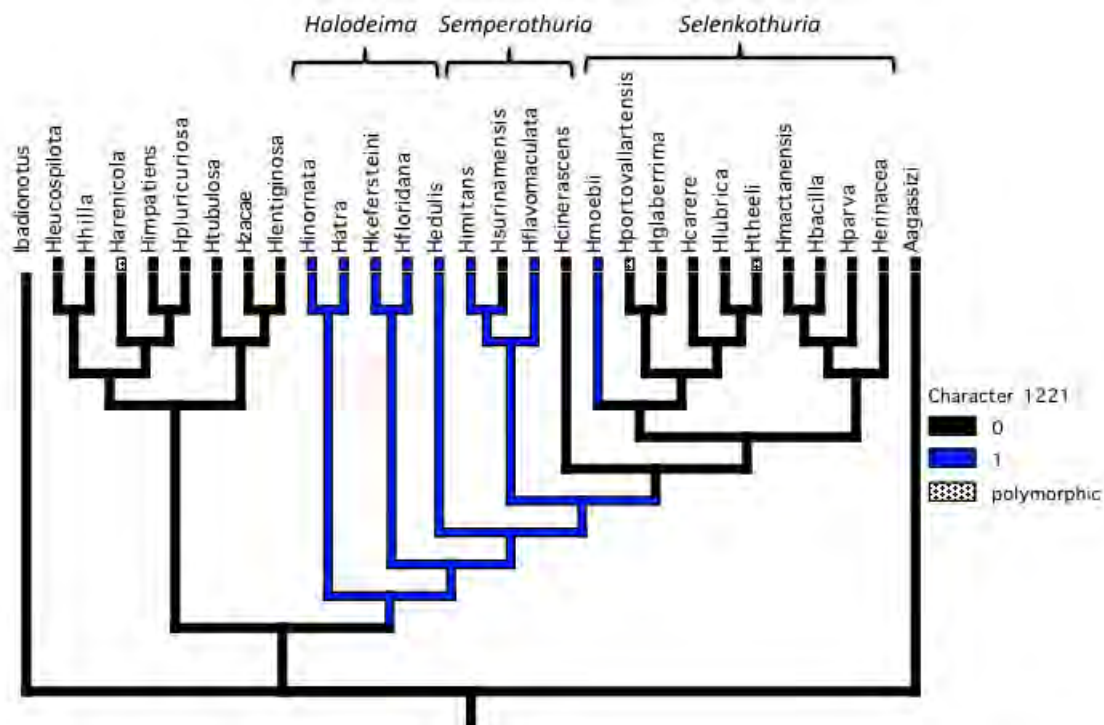 Halodeima Semperothuria Selenkothuria
Ibadionotus
Hleucospilota
Hhilla
Harenicola
Himpatiens
Hpluricuriosa
Htubulosa
Hzacae
Hlentiginosa
Hinornata
Hatra
Hkefersteini
Hfloridana
Hedulis
Himitans
Hsurinamensis
Hflavomaculata
Hcinerascens
Hmoebii
Hportovallartensis
Hglaberrima
Hcarere
Hlubrica
Htheeli
Hmactanensis
Hbacilla
Hparva
Hennacea
Aagassizi
Character 1221
0
1
polymorphic